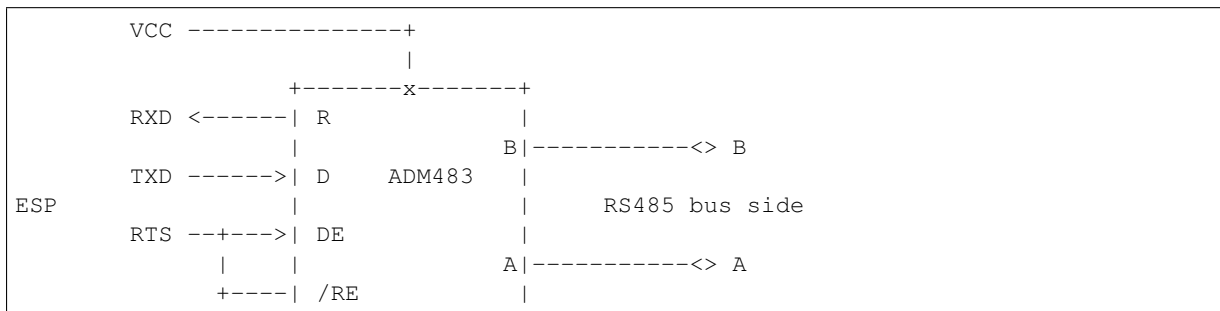 VCC ---------------+
                           |
                   +-------x-------+
        RXD <------| R             |
                   |              B|-----------<> B
        TXD ------>| D    ADM483   |
ESP                |               |     RS485 bus side
        RTS --+--->| DE            |
              |    |              A|-----------<> A
              +----| /RE           |